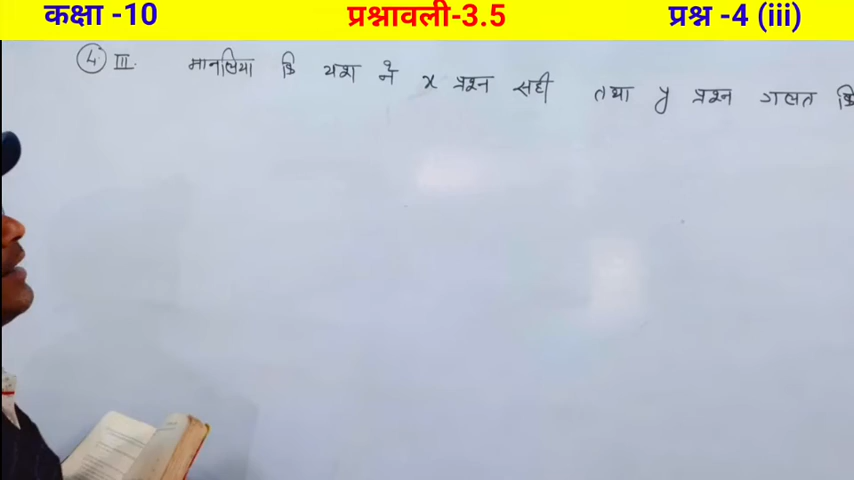 कक्षा -10 प्रश्नावली-3.5 प्रश्न -4 (iii)
4 III. मानलिया कि यश ने x प्रश्न सही तथा y प्रश्न गलत कि